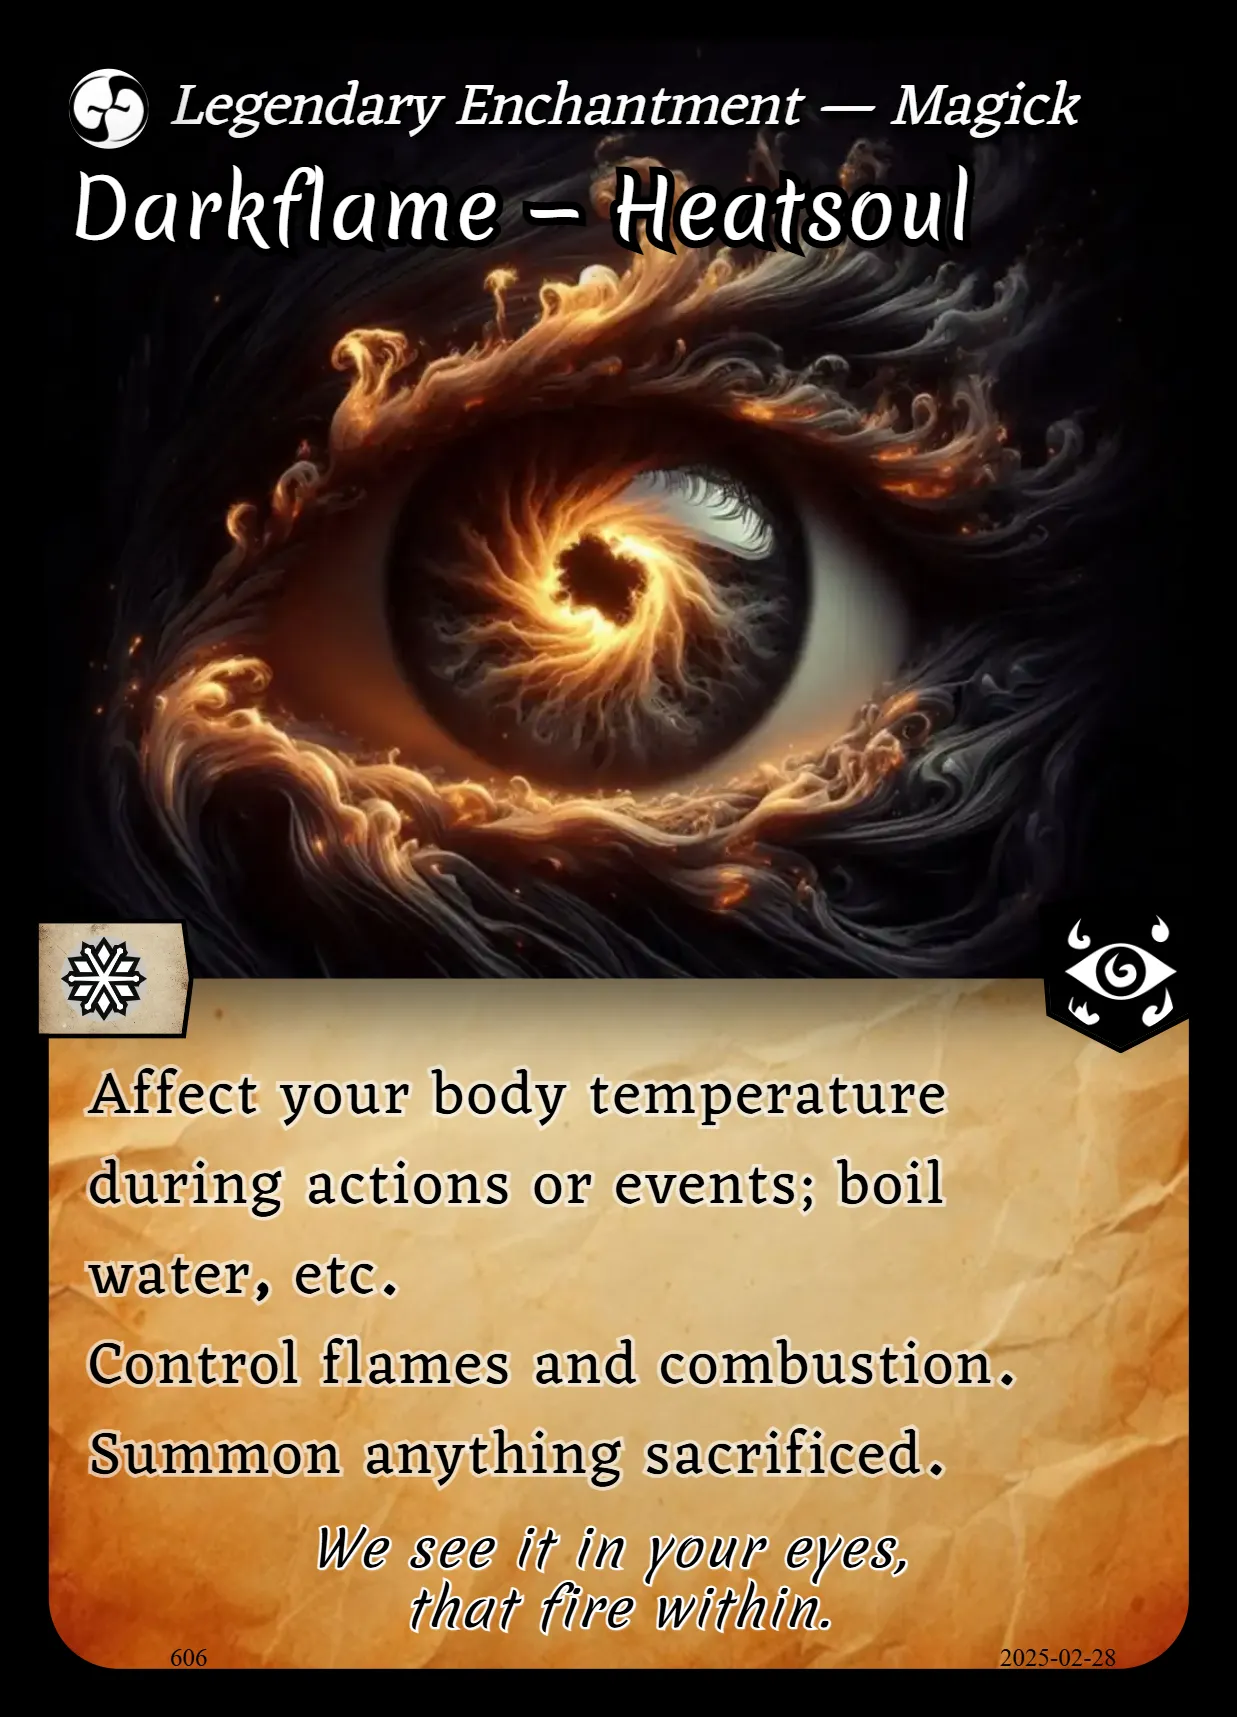 Legendary Enchantment — Magick
Darkflame – Heatsoul
Affect your body temperature
during actions or events; boil
water, etc.
Control flames and combustion.
Summon anything sacrificed.
We see it in your eyes,
that fire within.
606
2025-02-28